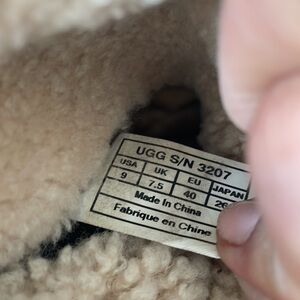 UGG S/N 3207
USA UK EU JAPAN
9 7.5 40
Made In China
Fabrique en Chine